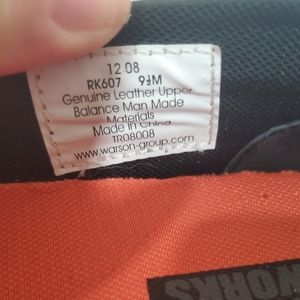 12 08
RK607 9½M
Genuine Leather Upper
Balance Man Made
Materials
Made in China
TR08008
www.warson-group.com
WORKS